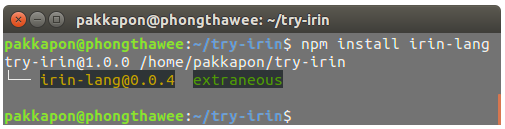 pakkapon@phongthawee: ~/try-irin
pakkapon@phongthawee:~/try-irin$ npm install irin-lang
try-irin@1.0.0 /home/pakkapon/try-irin
└── irin-lang@0.0.4  extraneous
pakkapon@phongthawee:~/try-irin$